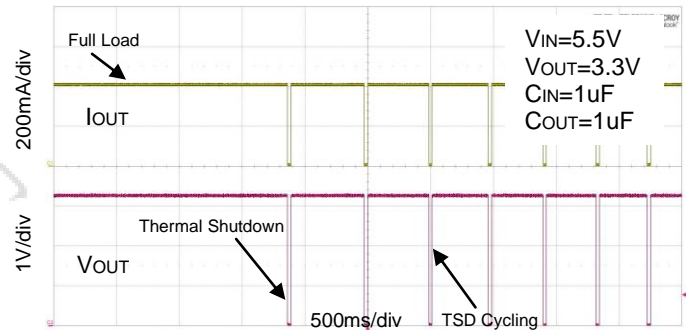 Full Load
200mA/div
IOUT
VIN=5.5V
VOUT=3.3V
CIN=1uF
COUT=1uF
Thermal Shutdown
1V/div
VOUT
500ms/div
TSD Cycling